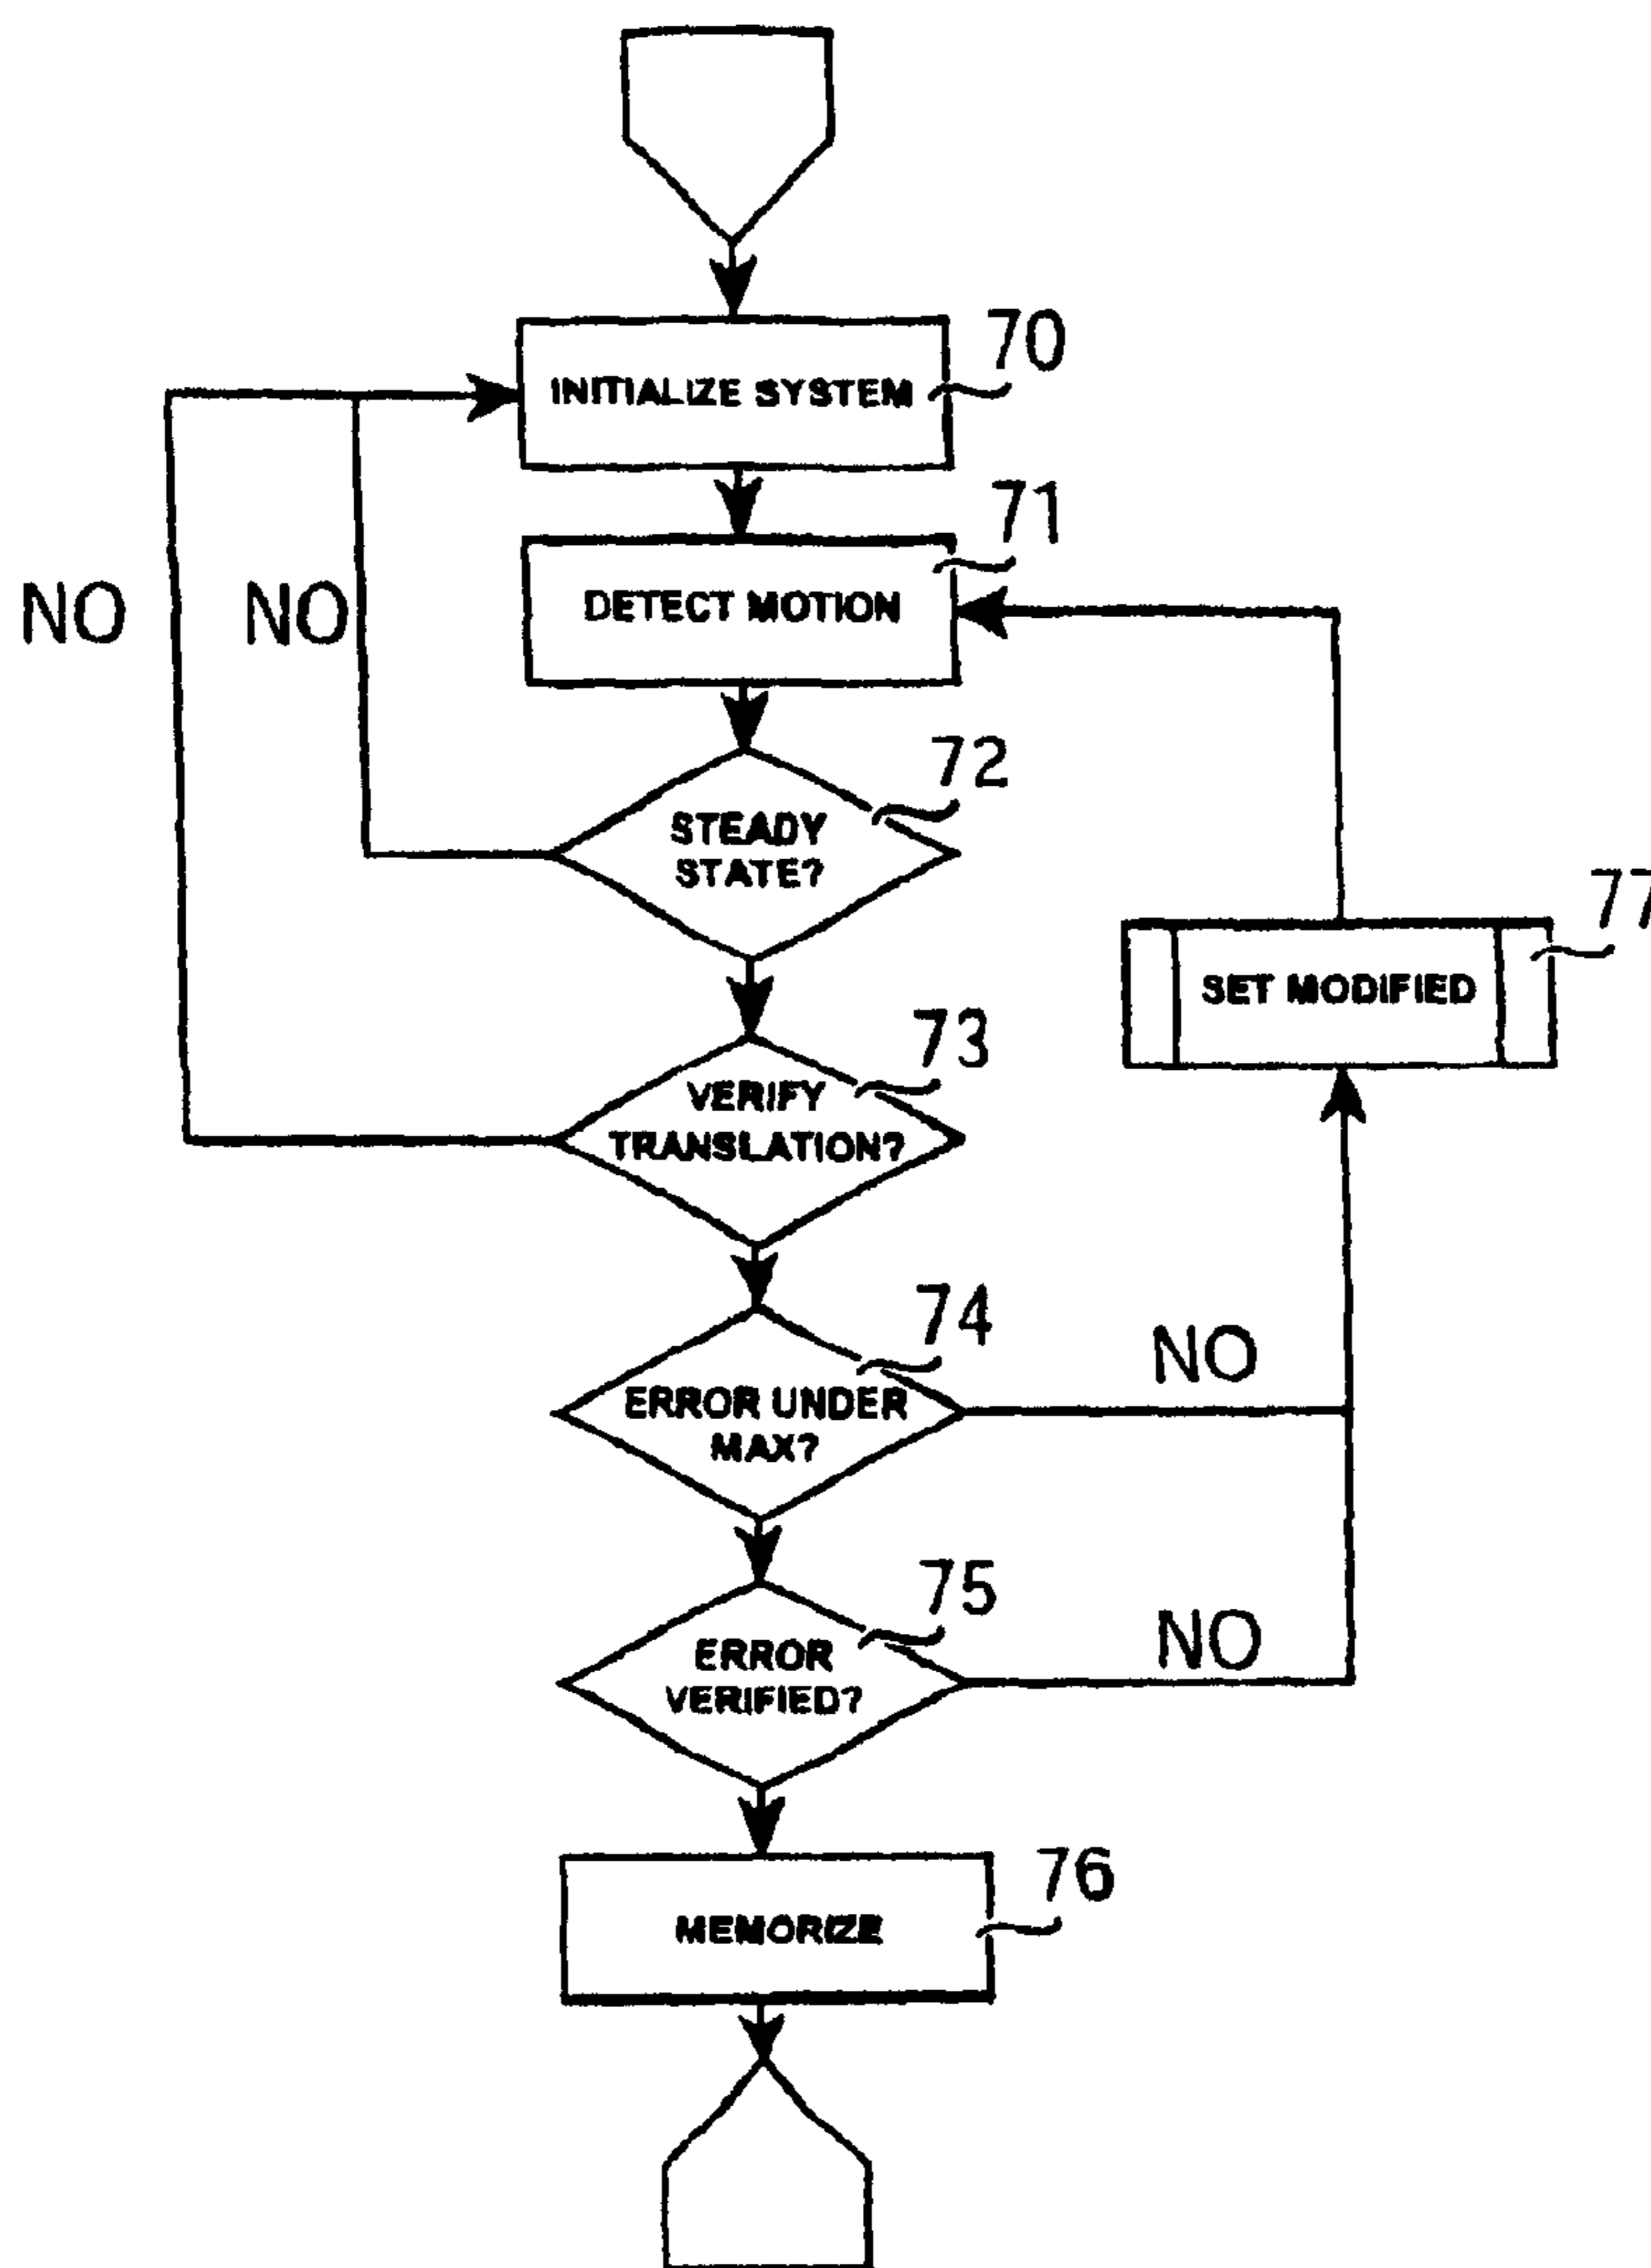 70
INITIALIZE SYSTEM
71
DETECT MOTION
NO
NO
72
STEADY
STATE?
77
SET MODIFIED
73
VERIFY
TRANSLATION?
74
ERROR UNDER
MAX?
NO
75
ERROR
VERIFIED?
NO
76
MEMORIZE